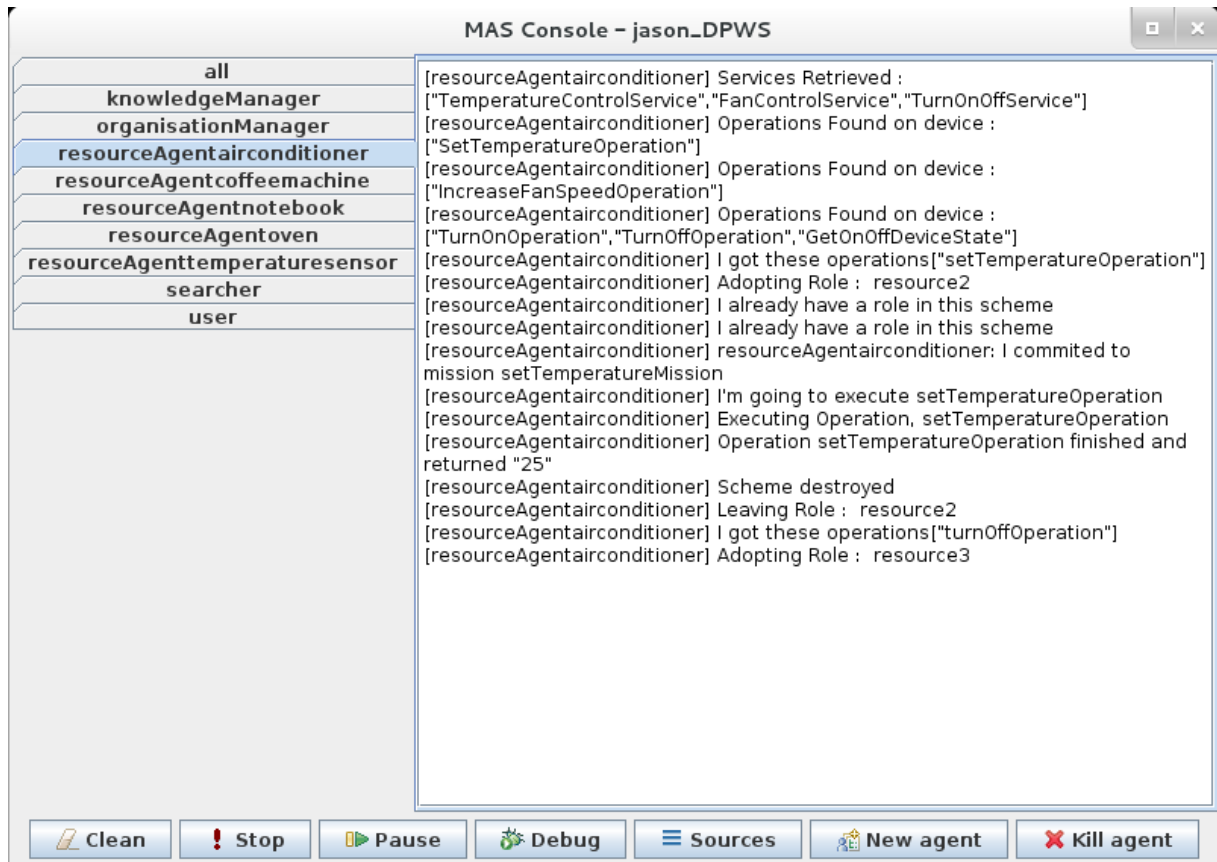 MAS Console – jason_DPWS
all
knowledgeManager
organisationManager
resourceAgentairconditioner
resourceAgentcoffeemachine
resourceAgentnotebook
resourceAgentoven
resourceAgenttemperaturesensor
searcher
user
[resourceAgentairconditioner] Services Retrieved :
["TemperatureControlService","FanControlService","TurnOnOffService"]
[resourceAgentairconditioner] Operations Found on device :
["SetTemperatureOperation"]
[resourceAgentairconditioner] Operations Found on device :
["IncreaseFanSpeedOperation"]
[resourceAgentairconditioner] Operations Found on device :
["TurnOnOperation","TurnOffOperation","GetOnOffDeviceState"]
[resourceAgentairconditioner] I got these operations["setTemperatureOperation"]
[resourceAgentairconditioner] Adopting Role :  resource2
[resourceAgentairconditioner] I already have a role in this scheme
[resourceAgentairconditioner] I already have a role in this scheme
[resourceAgentairconditioner] resourceAgentairconditioner: I commited to
mission setTemperatureMission
[resourceAgentairconditioner] I'm going to execute setTemperatureOperation
[resourceAgentairconditioner] Executing Operation, setTemperatureOperation
[resourceAgentairconditioner] Operation setTemperatureOperation finished and
returned "25"
[resourceAgentairconditioner] Scheme destroyed
[resourceAgentairconditioner] Leaving Role :  resource2
[resourceAgentairconditioner] I got these operations["turnOffOperation"]
[resourceAgentairconditioner] Adopting Role :  resource3
Clean Stop Pause Debug Sources New agent Kill agent